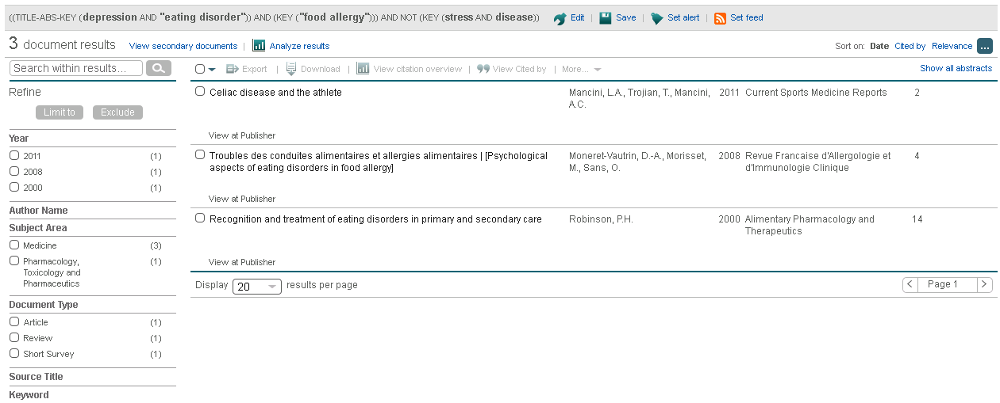 ((TITLE-ABS-KEY (depression AND "eating disorder")) AND (KEY ("food allergy"))) AND NOT (KEY (stress AND disease)) Edit | Save | Set alert | Set feed
3 document results View secondary documents | Analyze results Sort on: Date Cited by Relevance ...
Search within results... Export | Download | View citation overview | View Cited by | More... Show all abstracts
Refine
Limit to Exclude
Year
2011 (1)
2008 (1)
2000 (1)
Author Name
Subject Area
Medicine (3)
Pharmacology, (1)
Toxicology and
Pharmaceutics
Document Type
Article (1)
Review (1)
Short Survey (1)
Source Title
Keyword
Celiac disease and the athlete Mancini, L.A., Trojian, T., Mancini, 2011 Current Sports Medicine Reports 2
A.C.
View at Publisher
Troubles des conduites alimentaires et allergies alimentaires | [Psychological Moneret-Vautrin, D.-A., Morisset, 2008 Revue Francaise d'Allergologie et 4
aspects of eating disorders in food allergy] M., Sans, O. d'Immunologie Clinique
View at Publisher
Recognition and treatment of eating disorders in primary and secondary care Robinson, P.H. 2000 Alimentary Pharmacology and 14
Therapeutics
View at Publisher
Display 20 results per page < Page 1 >